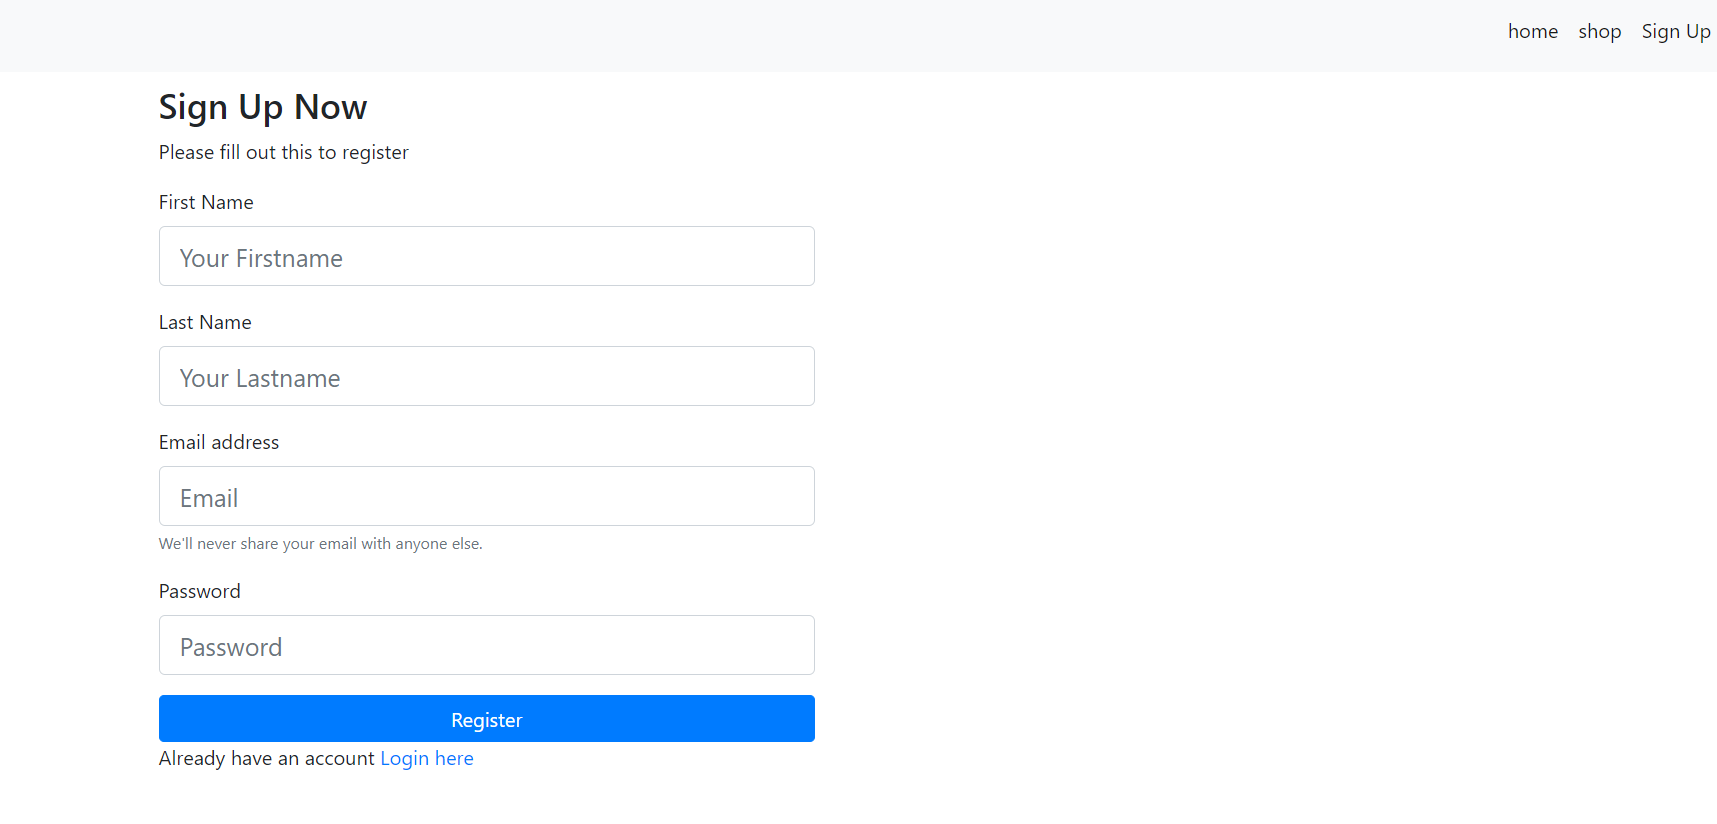 home shop Sign Up
Sign Up Now
Please fill out this to register
First Name
Your Firstname
Last Name
Your Lastname
Email address
Email
We'll never share your email with anyone else.
Password
Password
Register
Already have an account Login here